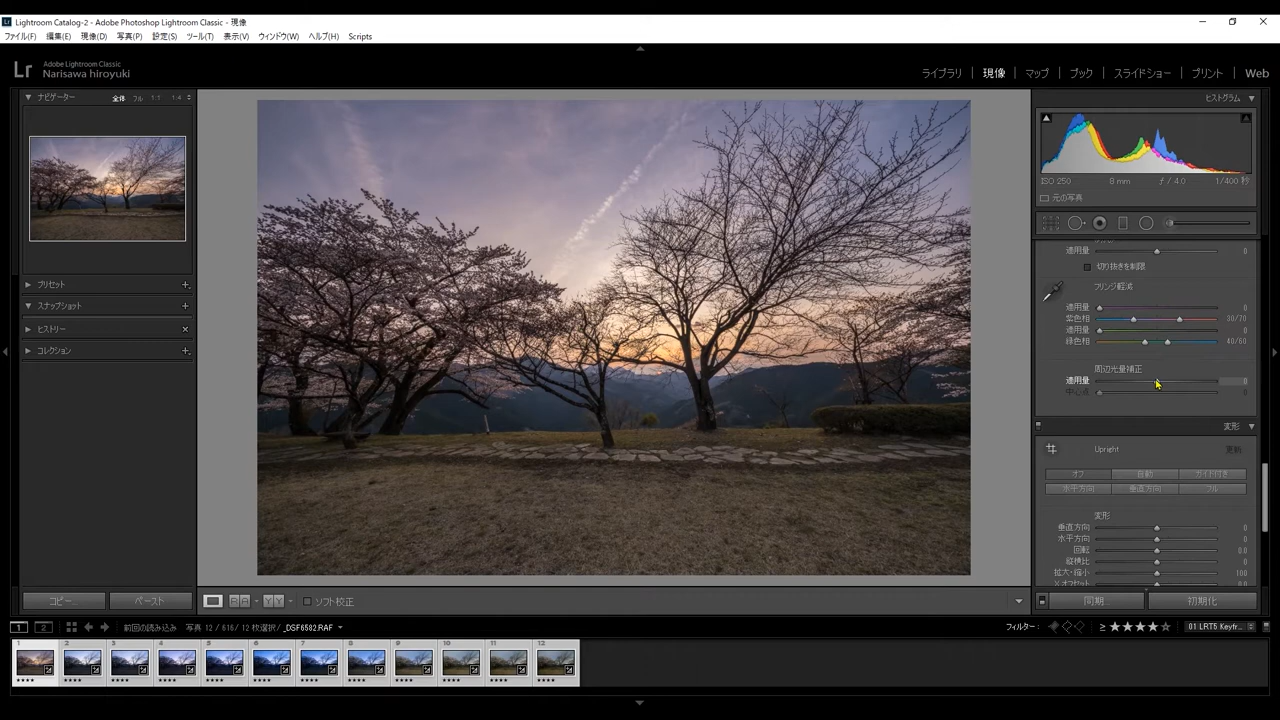 Lightroom Catalog-2 - Adobe Photoshop Lightroom Classic - 現像
ファイル(F) 編集(E) 現像(D) 写真(P) 設定(S) ツール(T) 表示(V) ウィンドウ(W) ヘルプ(H) Scripts
Lr Adobe Lightroom Classic
Narisawa hiroyuki
ライブラリ 現像 マップ ブック スライドショー プリント Web
ナビゲーター 全体 フル 1:1 1:4
ヒストグラム
ISO 250 8 mm ƒ / 4.0 1/400 秒
元の写真
適用量 0
切り抜きを制限
フリンジ軽減
適用量 0
紫色相 30/70
適用量 0
緑色相 40/60
周辺光量補正
適用量 0
中心点 0
変形
Upright 更新
オフ 自動 ガイド付き
水平方向 垂直方向 フル
変形
垂直方向 0
水平方向 0
回転 0.0
縦横比 0
拡大・縮小 100
X オフセット
プリセット
スナップショット
ヒストリー
コレクション
コピー... ペースト
ソフト校正
同期... 初期化
1 2 前回の読み込み 写真 12 / 616/ 12 枚選択/ _DSF6582.RAF
フィルター: ≥ ★★★★☆ 01 LRT5 Keyfr...
1 2 3 4 5 6 7 8 9 10 11 12